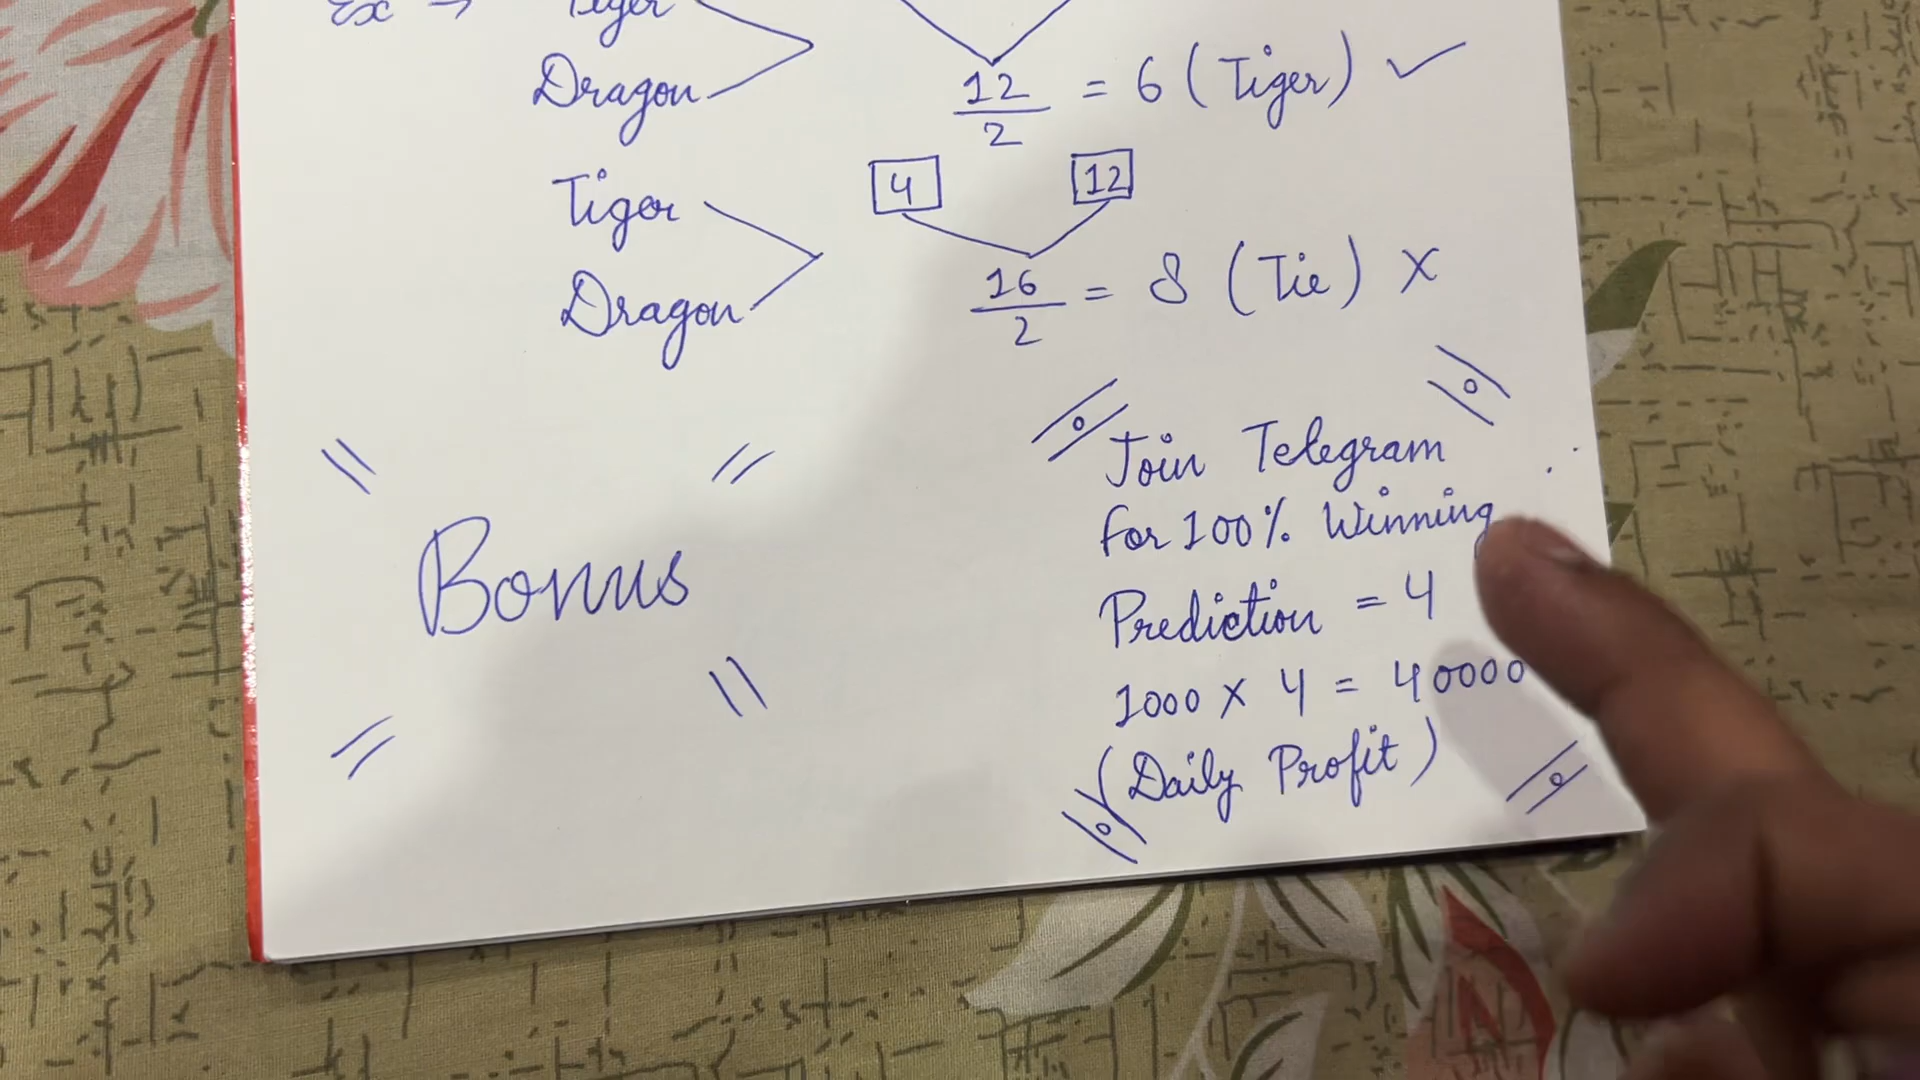 Ex → Tiger
Dragon
12/2 = 6 (Tiger) ✓
Tiger
4 12
Dragon
16/2 = 8 (Tie) X
Bonus
Join Telegram
for 100% Winning
Prediction = 4
1000 X 4 = 40000
(Daily Profit)